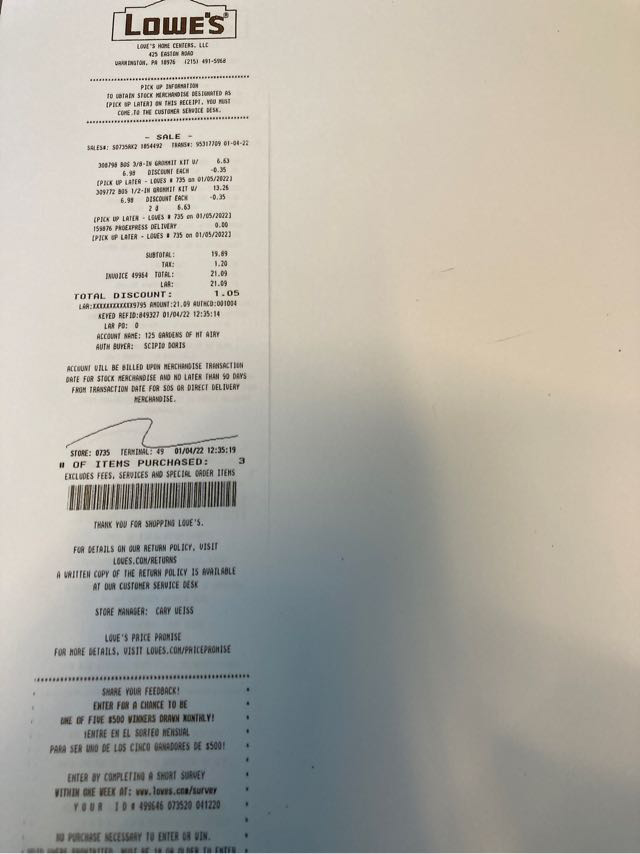 LOWE'S®
LOWE'S HOME CENTERS, LLC
425 EASTON ROAD
WARRINGTON, PA 18976 (215) 491-5968
PICK UP INFORMATION
TO OBTAIN STOCK MERCHANDISE DESIGNATED AS
[PICK UP LATER] ON THIS RECEIPT, YOU MUST
COME TO THE CUSTOMER SERVICE DESK.
- SALE -
SALES#: S0735RK2 1854492 TRANS#: 95317709 01-04-22
308798 BOS 3/8-IN GROMMIT KIT W/ 6.63
6.98 DISCOUNT EACH -0.35
[PICK UP LATER - LOWES # 735 on 01/05/2022]
309772 BOS 1/2-IN GROMMIT KIT W/ 13.26
6.98 DISCOUNT EACH -0.35
2 @ 6.63
[PICK UP LATER - LOWES # 735 on 01/05/2022]
159876 PROEXPRESS DELIVERY 0.00
[PICK UP LATER - LOWES # 735 on 01/05/2022]
SUBTOTAL: 19.89
TAX: 1.20
INVOICE 49964 TOTAL: 21.09
LAR: 21.09
TOTAL DISCOUNT: 1.05
LAR:XXXXXXXXXXXX9795 AMOUNT:21.09 AUTHCD:001004
KEYED REFID:849327 01/04/22 12:35:14
LAR PO: 0
ACCOUNT NAME: 125 GARDENS OF MT AIRY
AUTH BUYER: SCIPIO DORIS
ACCOUNT WILL BE BILLED UPON MERCHANDISE TRANSACTION
DATE FOR STOCK MERCHANDISE AND NO LATER THAN 90 DAYS
FROM TRANSACTION DATE FOR SOS OR DIRECT DELIVERY
MERCHANDISE.
STORE: 0735 TERMINAL: 49 01/04/22 12:35:19
# OF ITEMS PURCHASED: 3
EXCLUDES FEES, SERVICES AND SPECIAL ORDER ITEMS
THANK YOU FOR SHOPPING LOWE'S.
FOR DETAILS ON OUR RETURN POLICY, VISIT
LOWES.COM/RETURNS
A WRITTEN COPY OF THE RETURN POLICY IS AVAILABLE
AT OUR CUSTOMER SERVICE DESK
STORE MANAGER: CARY WEISS
LOWE'S PRICE PROMISE
FOR MORE DETAILS, VISIT LOWES.COM/PRICEPROMISE
SHARE YOUR FEEDBACK!
ENTER FOR A CHANCE TO BE
ONE OF FIVE $500 WINNERS DRAWN MONTHLY!
¡ENTRE EN EL SORTEO MENSUAL
PARA SER UNO DE LOS CINCO GANADORES DE $500!
ENTER BY COMPLETING A SHORT SURVEY
WITHIN ONE WEEK AT: www.lowes.com/survey
YOUR ID# 499646 073520 041220
NO PURCHASE NECESSARY TO ENTER OR WIN.
VOID WHERE PROHIBITED. MUST BE 18 OR OLDER TO ENTER.